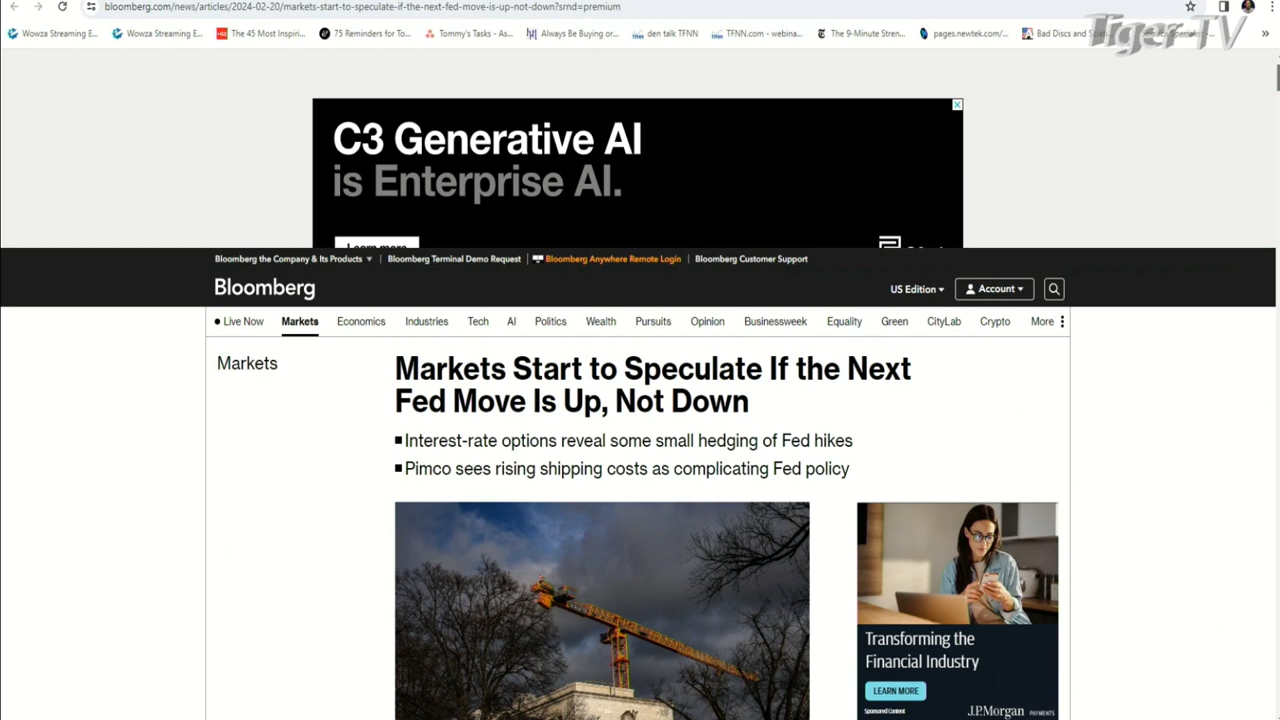 bloomberg.com/news/articles/2024-02-20/markets-start-to-speculate-if-the-next-fed-move-is-up-not-down?srnd=premium
Wowza Streaming E...
Wowza Streaming E...
The 45 Most Inspiri...
75 Reminders for To...
Tommy's Tasks - As...
Always Be Buying or...
den talk TFNN
TFNN.com - webina...
The 9-Minute Stren...
pages.newtek.com/...
Bad Discs and
Tiger TV
C3 Generative AI
is Enterprise AI.
Learn more
Bloomberg the Company & Its Products
Bloomberg Terminal Demo Request
Bloomberg Anywhere Remote Login
Bloomberg Customer Support
Bloomberg
US Edition
Account
Live Now Markets Economics Industries Tech AI Politics Wealth Pursuits Opinion Businessweek Equality Green CityLab Crypto More
Markets
Markets Start to Speculate If the Next
Fed Move Is Up, Not Down
Interest-rate options reveal some small hedging of Fed hikes
Pimco sees rising shipping costs as complicating Fed policy
Transforming the
Financial Industry
LEARN MORE
Sponsored Content
J.P.Morgan PAYMENTS